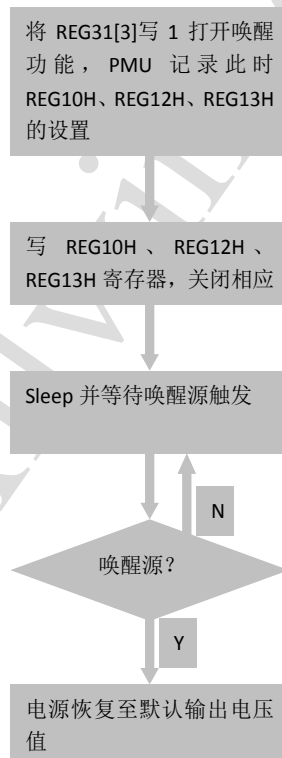 将 REG31[3]写 1 打开唤醒
功能，PMU 记录此时
REG10H、REG12H、REG13H
的设置
写 REG10H 、 REG12H 、
REG13H 寄存器，关闭相应
Sleep 并等待唤醒源触发
N
唤醒源？
Y
电源恢复至默认输出电压
值